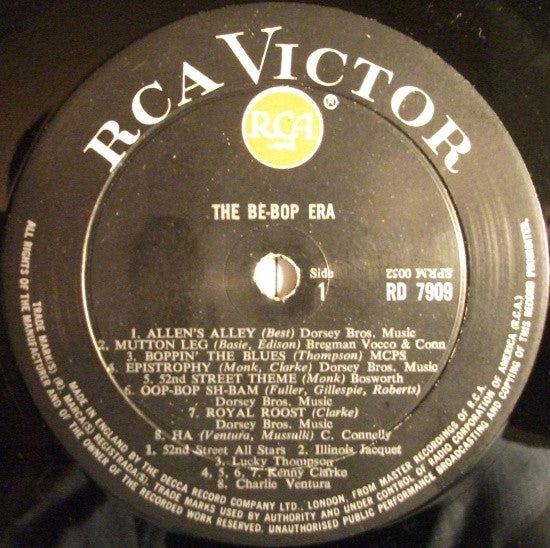 RCA VICTOR
RCA
®
THE BE-BOP ERA
Side
1
SPRM 0052
RD 7909
1. ALLEN'S ALLEY (Best) Dorsey Bros. Music
2. MUTTON LEG (Basie, Edison) Bregman Vocco & Conn
3. BOPPIN' THE BLUES (Thompson) MCPS
4. EPISTROPHY (Monk, Clarke) Dorsey Bros. Music
5. 52nd STREET THEME (Monk) Bosworth
6. OOP-BOP SH-BAM (Fuller, Gillespie, Roberts)
Dorsey Bros. Music
7. ROYAL ROOST (Clarke)
Dorsey Bros. Music
8. HA (Ventura, Mussulli) C. Connelly
1. 52nd Street All Stars 2. Illinois Jacquet
3. Lucky Thompson
4, 5, 6, 7. Kenny Clarke
8. Charlie Ventura
TRADE MARK(S) (R) MARCA(S) REGISTRADA(S). TRADE MARKS USED BY AUTHORITY AND UNDER CONTROL OF RADIO CORPORATION OF AMERICA (R.C.A.)
MADE IN ENGLAND BY THE DECCA RECORD COMPANY LTD., LONDON, FROM MASTER RECORDINGS OF R.C.A.
ALL RIGHTS OF THE MANUFACTURER AND OF THE OWNER OF THE RECORDED WORK RESERVED. UNAUTHORISED PUBLIC PERFORMANCE BROADCASTING AND COPYING OF THIS RECORD PROHIBITED.